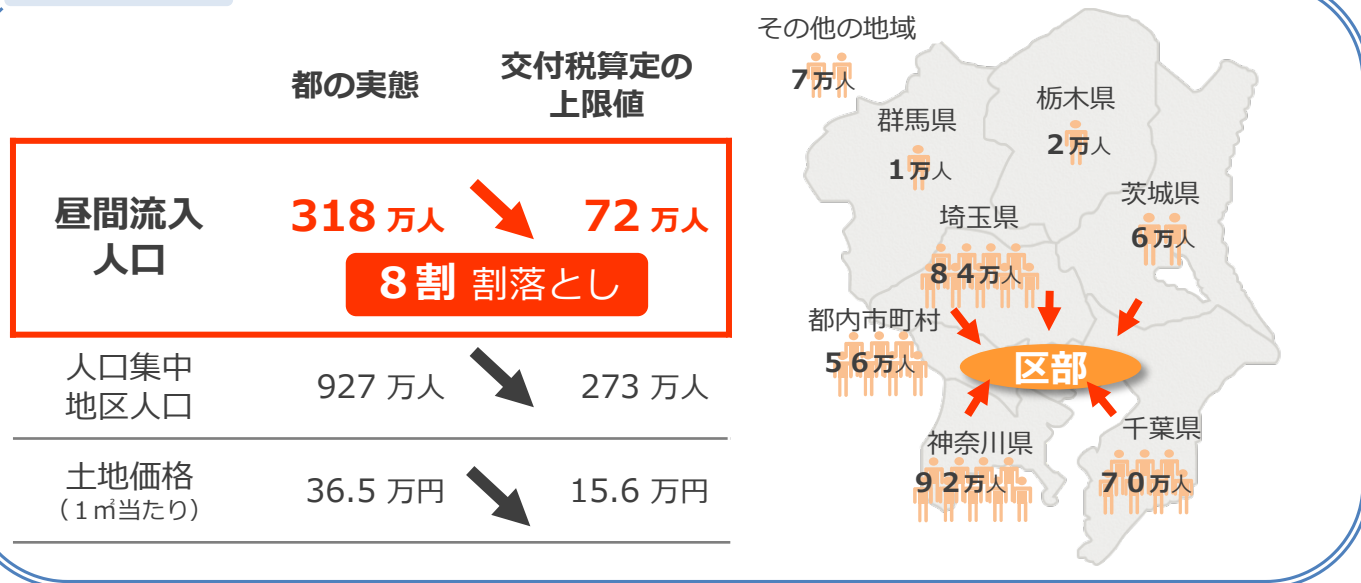 都の実態
交付税算定の
上限値
昼間流入
人口
318 万人
72 万人
8割 割落とし
人口集中
地区人口
927 万人
273 万人
土地価格
（1㎡当たり）
36.5 万円
15.6 万円
その他の地域
7万人
群馬県
1万人
栃木県
2万人
茨城県
6万人
埼玉県
84万人
都内市町村
56万人
区部
神奈川県
92万人
千葉県
70万人